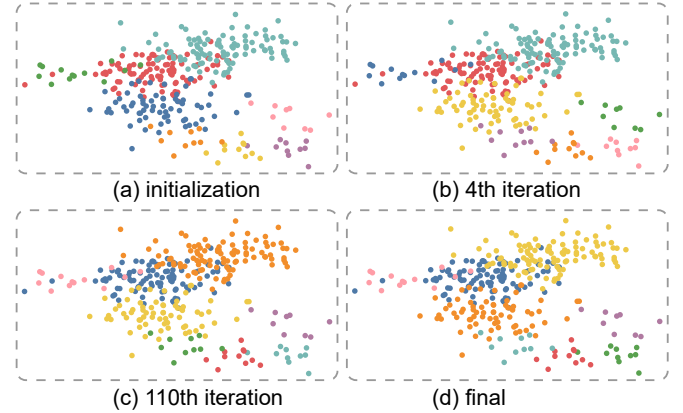 (a) initialization
(b) 4th iteration
(c) 110th iteration
(d) final